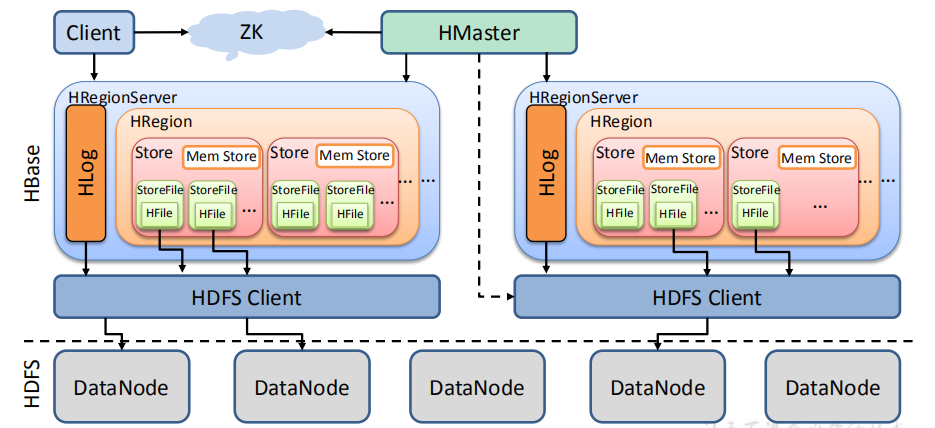 Client
ZK
HMaster
HBase
HRegionServer
HLog
HRegion
Store
Mem Store
StoreFile
HFile
StoreFile
HFile
...
Store
Mem Store
StoreFile
HFile
StoreFile
HFile
...
...
...
HRegionServer
HLog
HRegion
Store
Mem Store
StoreFile
HFile
StoreFile
HFile
...
Store
Mem Store
StoreFile
HFile
...
...
...
HDFS Client
HDFS Client
HDFS
DataNode
DataNode
DataNode
DataNode
DataNode